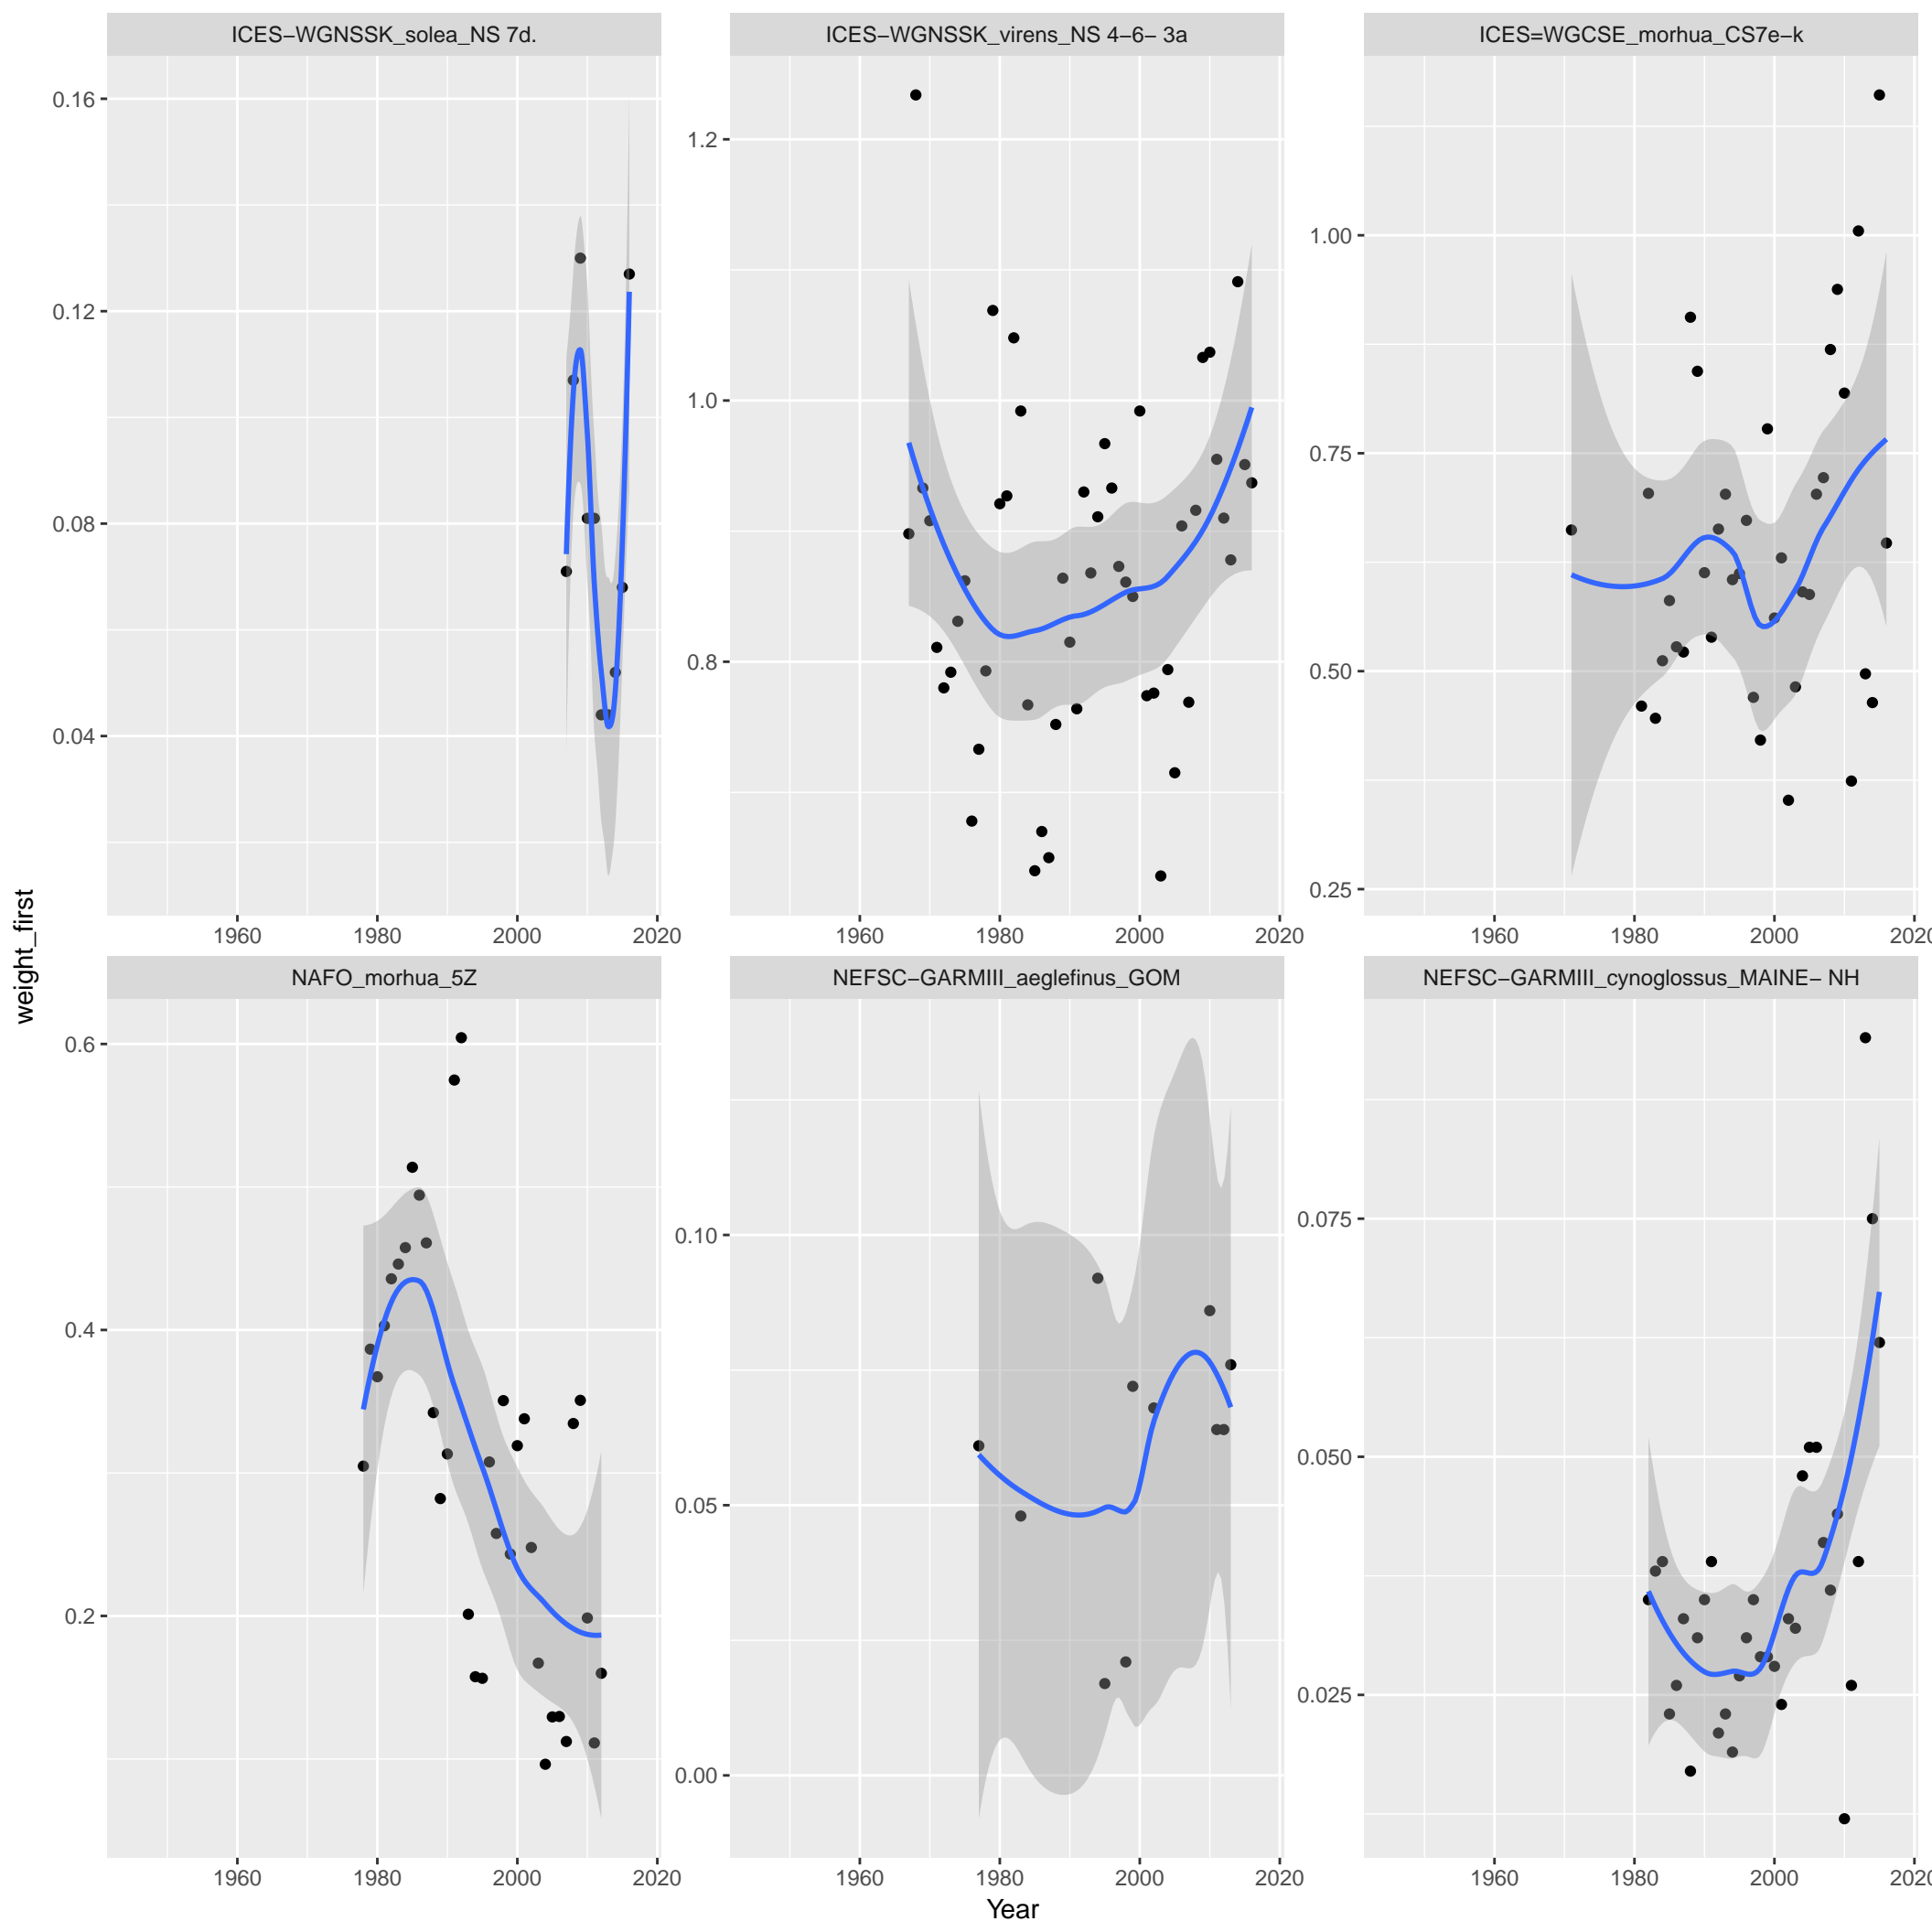 ICES−WGNSSK_solea_NS 7d.
ICES−WGNSSK_virens_NS 4−6− 3a
ICES=WGCSE_morhua_CS7e−k
0.16
0.12
0.08
0.04
1.2
1.0
0.8
1.00
0.75
0.50
0.25
1960 1980 2000 2020
1960 1980 2000 2020
1960 1980 2000 202
weight_first
NAFO_morhua_5Z
NEFSC−GARMIII_aeglefinus_GOM
NEFSC−GARMIII_cynoglossus_MAINE− NH
0.6
0.4
0.2
0.10
0.05
0.00
0.075
0.050
0.025
1960 1980 2000 2020
1960 1980 2000 2020
1960 1980 2000 202
Year